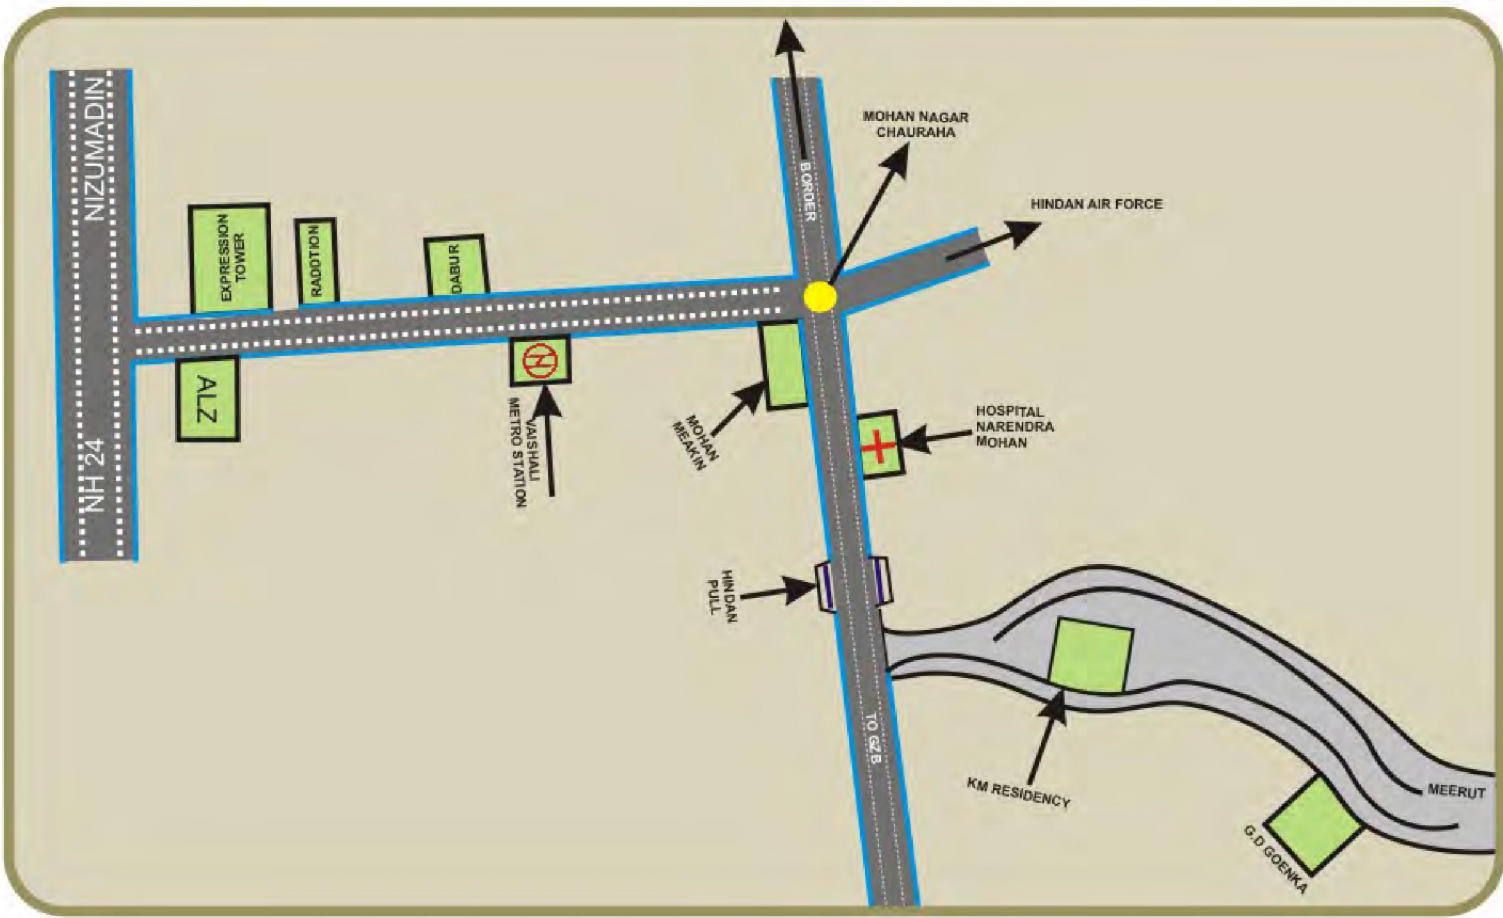 NIZUMADIN
NH 24
EXPRESSION
TOWER
RADDTION
DABUR
ALZ
VAISHALI
METRO STATION
BORDER
MOHAN NAGAR
CHAURAHA
HINDAN AIR FORCE
MOHAN
MEAKIN
HOSPITAL
NARENDRA
MOHAN
HINDAN
PULL
TO GZB
KM RESIDENCY
MEERUT
G.D GOENKA